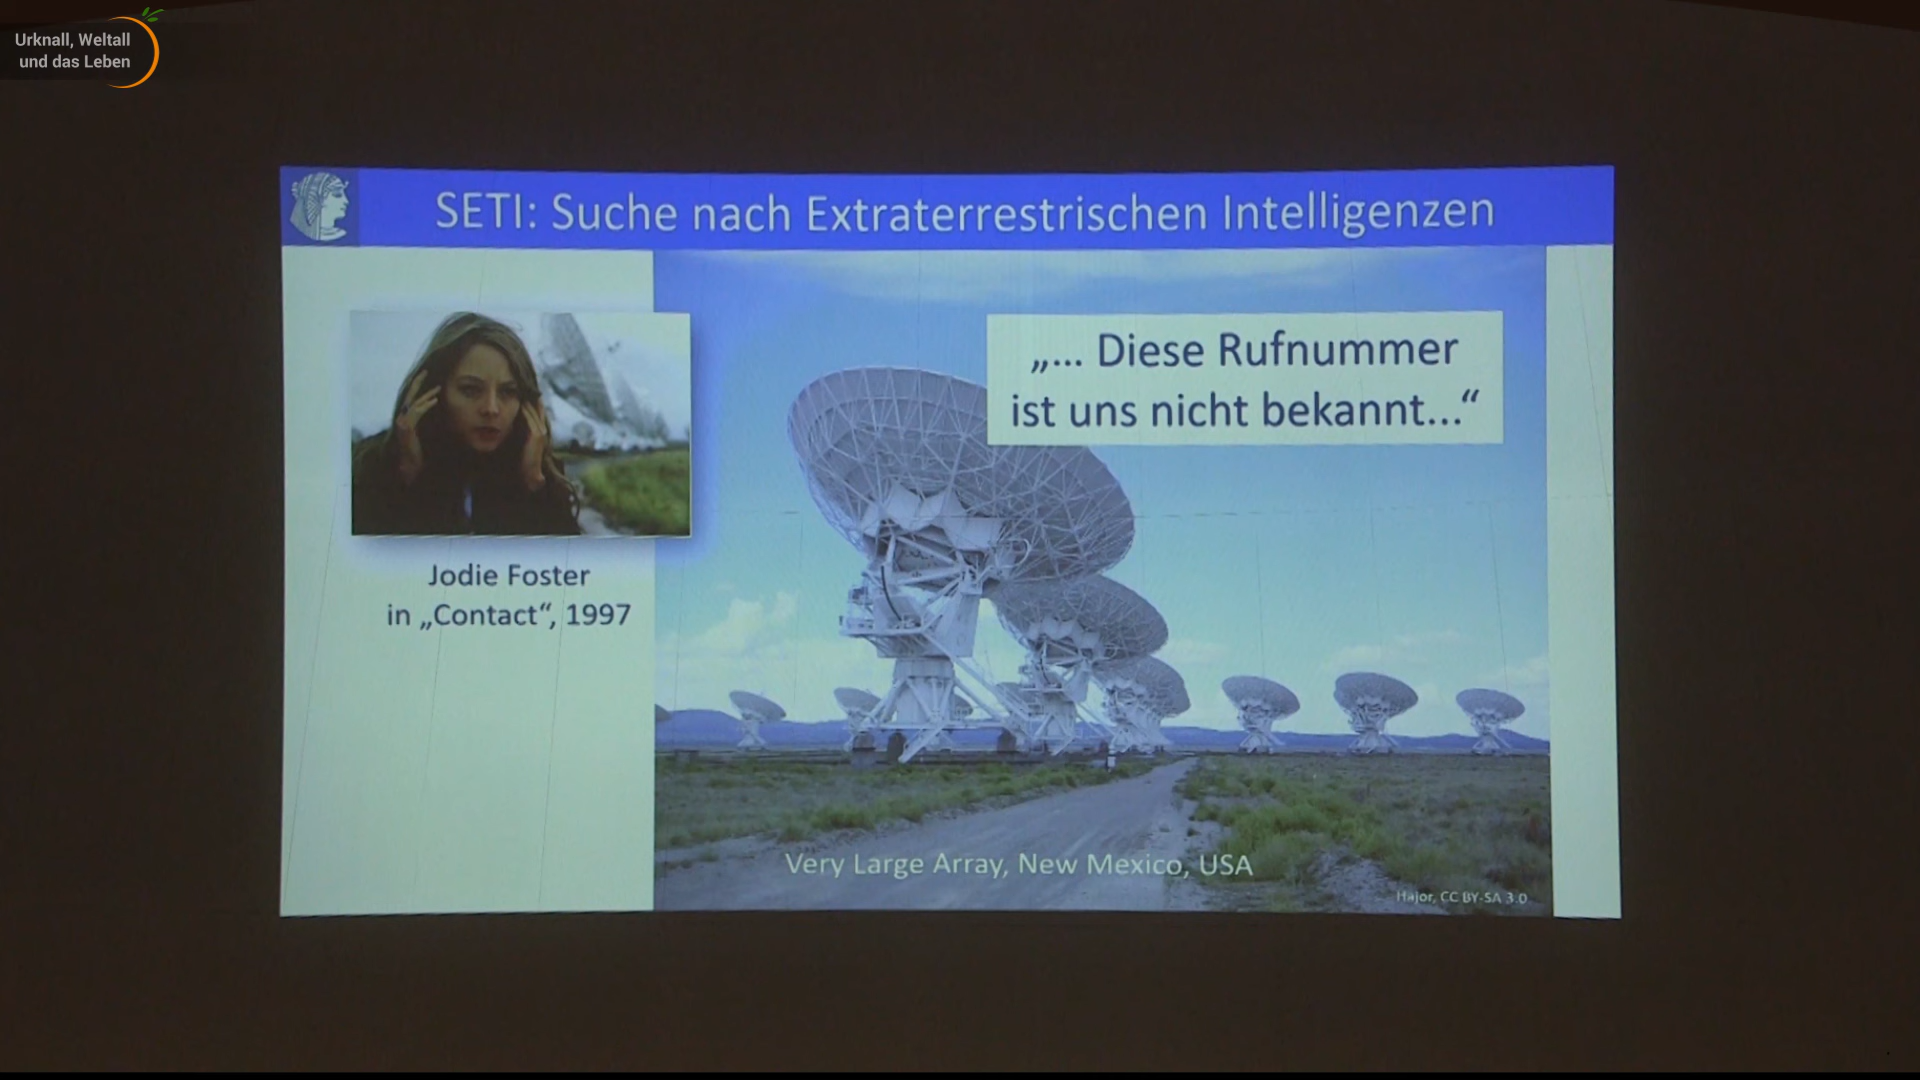 Urknall, Weltall
und das Leben
SETI: Suche nach Extraterrestrischen Intelligenzen
„... Diese Rufnummer
ist uns nicht bekannt...“
Jodie Foster
in „Contact“, 1997
Very Large Array, New Mexico, USA
Hajor, CC BY-SA 3.0